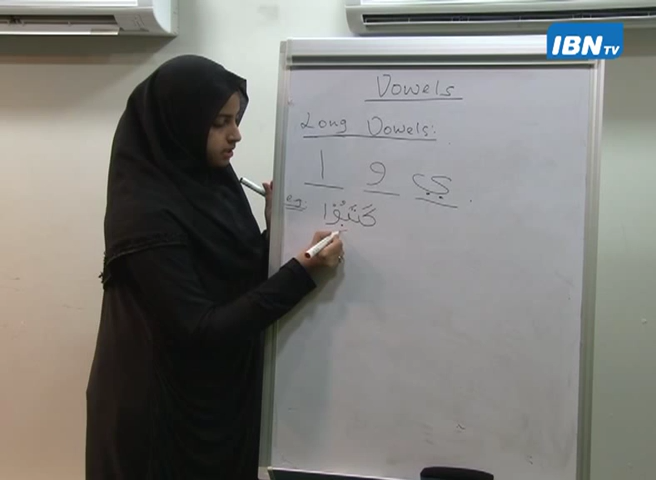 IBN TV
Vowels
Long Vowels:
ا و ي
e.g. كَتَبُوْا